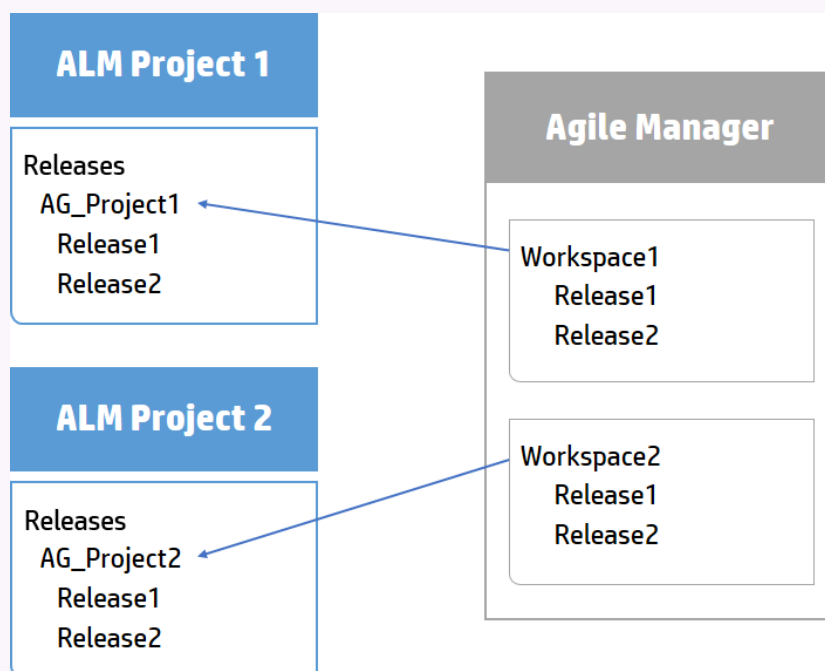 ALM Project 1
Releases
AG_Project1
Release1
Release2
ALM Project 2
Releases
AG_Project2
Release1
Release2
Agile Manager
Workspace1
Release1
Release2
Workspace2
Release1
Release2